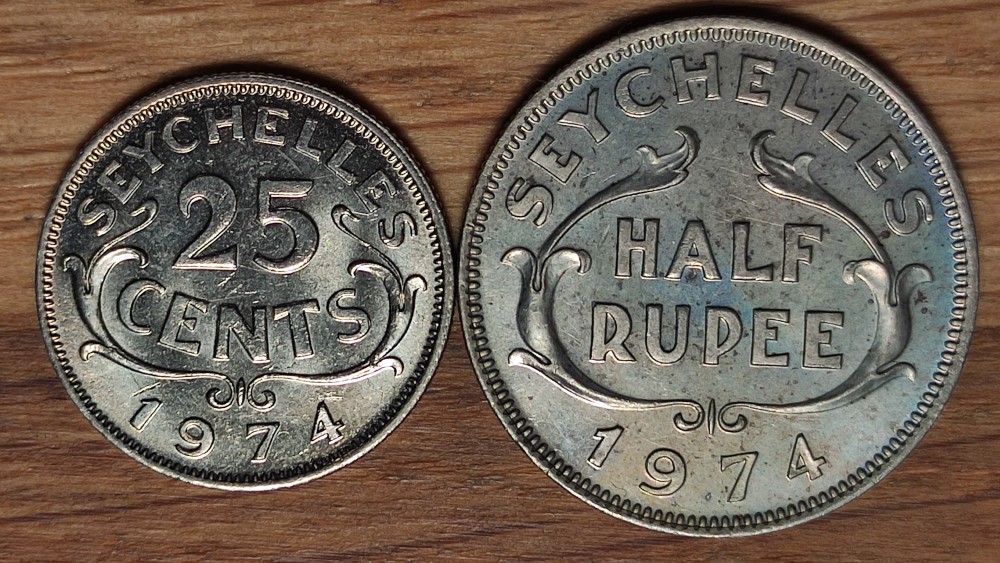 SEYCHELLES
25
CENTS
1974
SEYCHELLES
HALF
RUPEE
1974